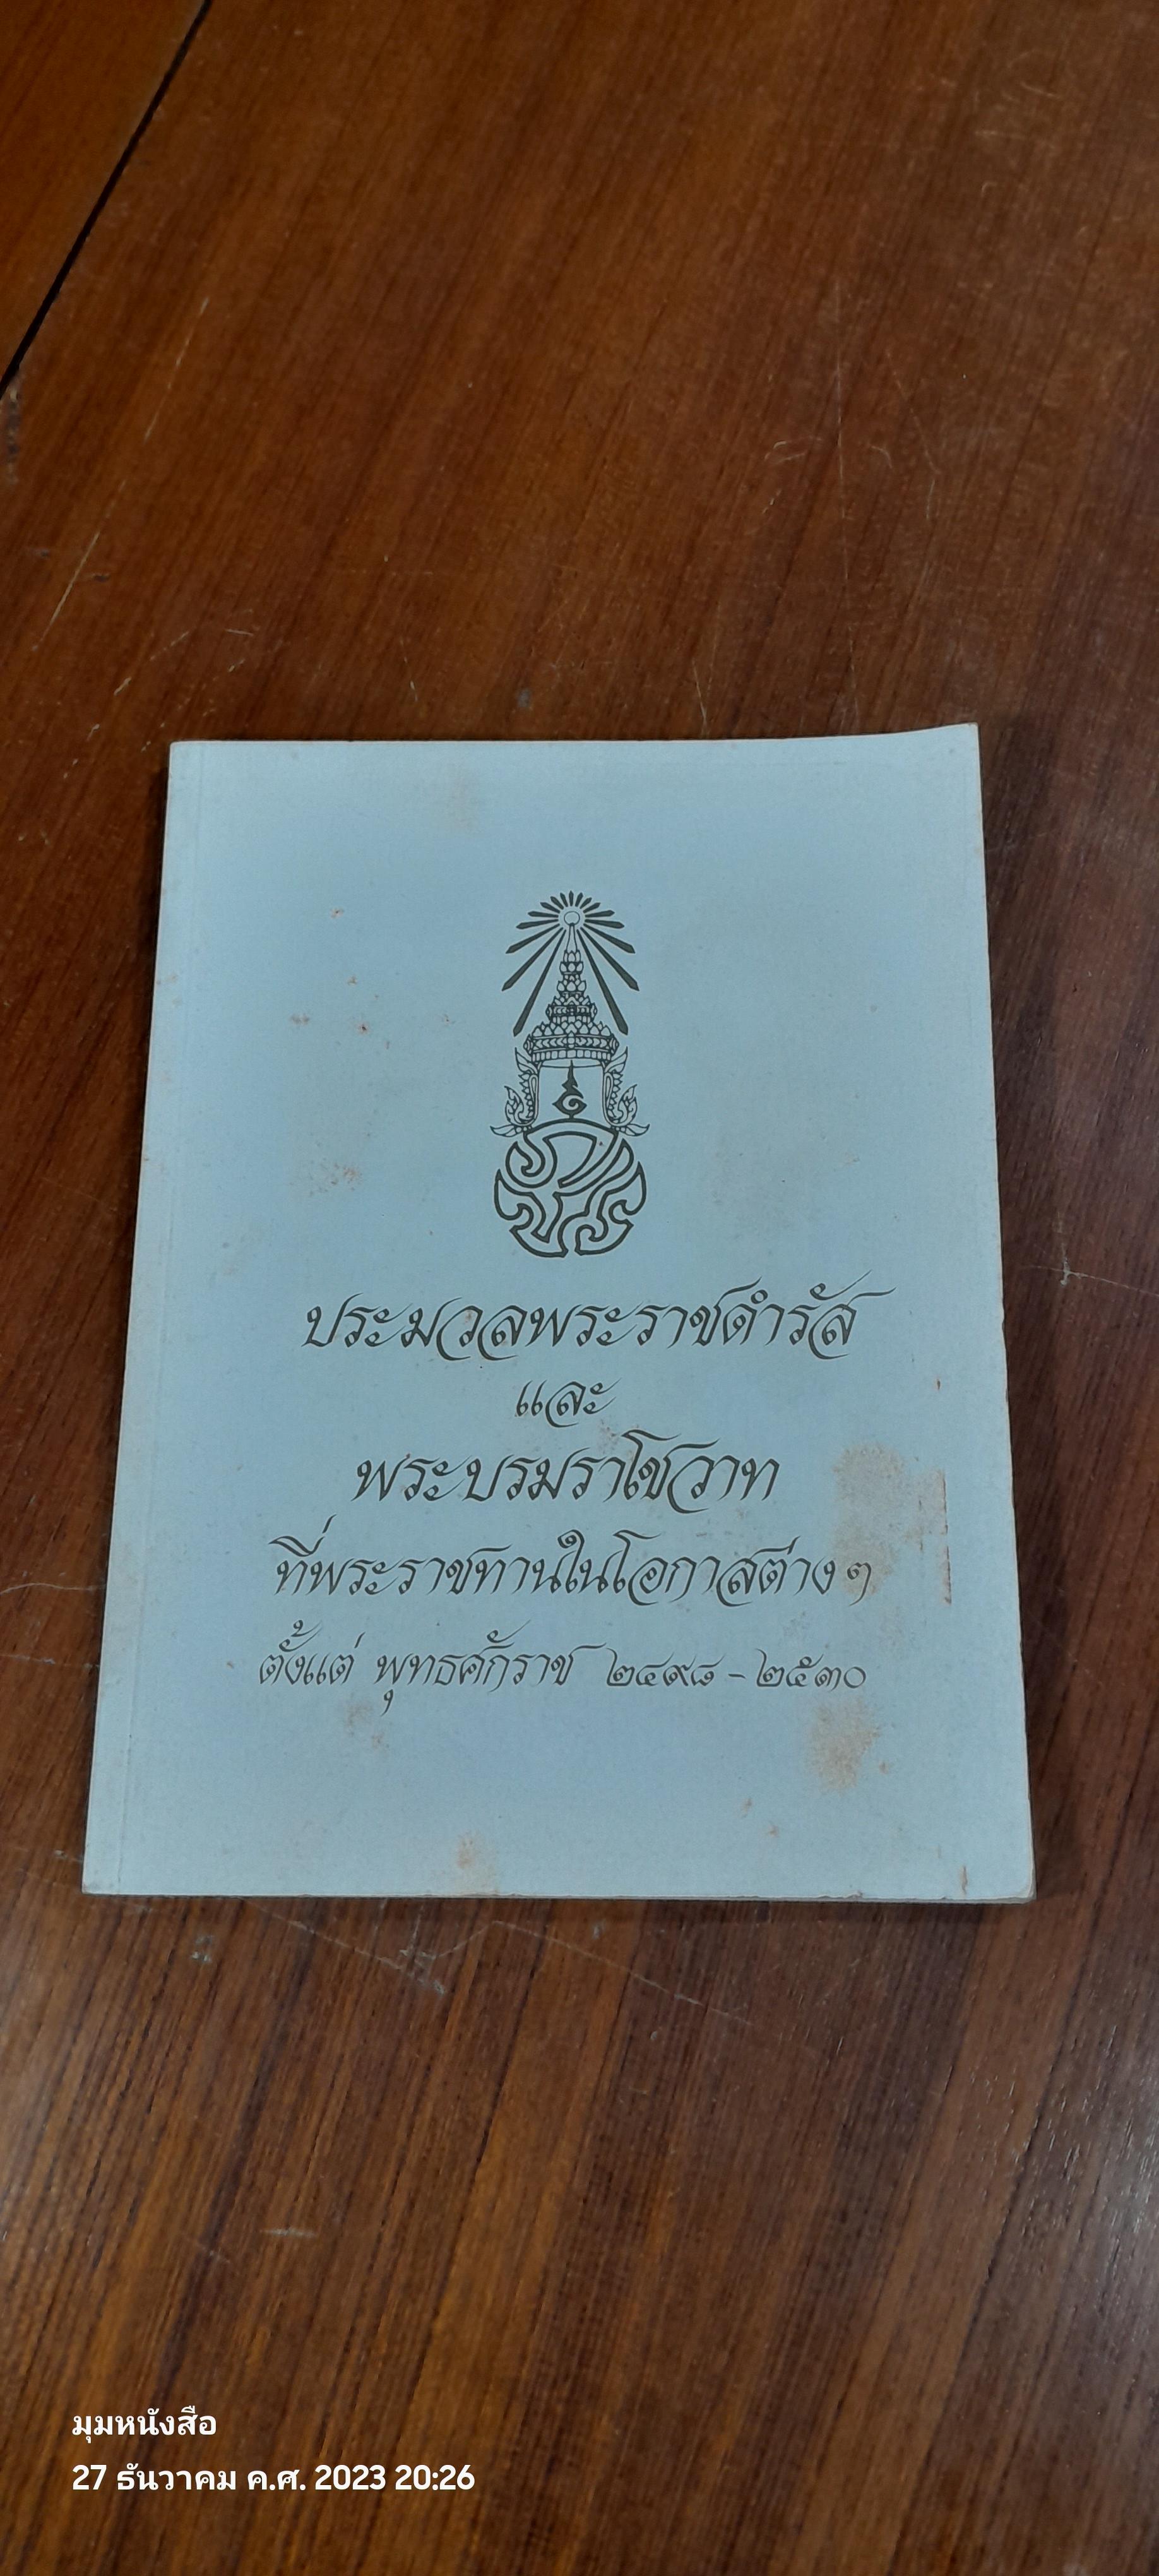 ประมวลพระราชดำรัส
และ
พระบรมราโชวาท
ที่พระราชทานในโอกาสต่าง ๆ
ตั้งแต่ พุทธศักราช ๒๔๙๘ - ๒๕๓๐
มุมหนังสือ
27 ธันวาคม ค.ศ. 2023 20:26